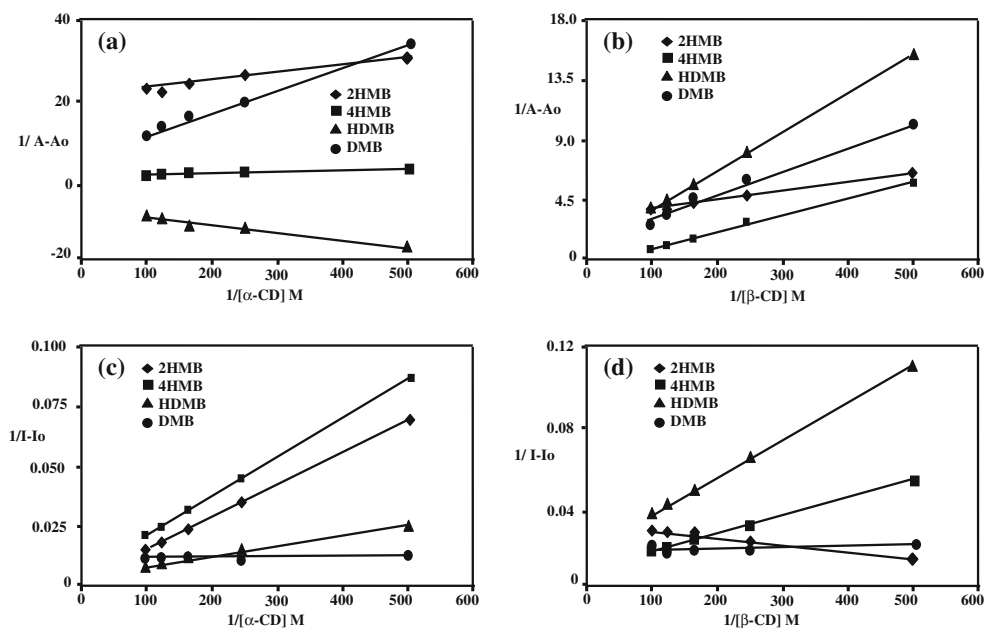 (a)
40
20
0
-20
1/ A-Ao
2HMB
4HMB
HDMB
DMB
0 100 200 300 400 500 600
1/[α-CD] M
(b)
18.0
13.5
9.0
4.5
0
1/A-Ao
2HMB
4HMB
HDMB
DMB
0 100 200 300 400 500 600
1/[β-CD] M
(c)
0.100
0.075
0.050
0.025
0
1/I-Io
2HMB
4HMB
HDMB
DMB
0 100 200 300 400 500 600
1/[α-CD] M
(d)
0.12
0.08
0.04
0
1/ I-Io
2HMB
4HMB
HDMB
DMB
0 100 200 300 400 500 600
1/[β-CD] M